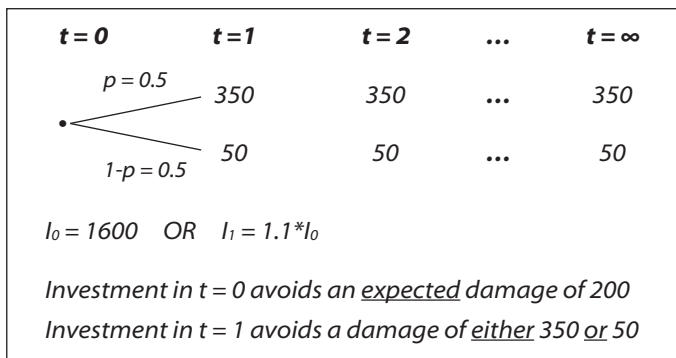 t = 0 t =1 t = 2 ... t = ∞
p = 0.5
350 350 ... 350
50 50 ... 50
1-p = 0.5
I₀ = 1600 OR I₁ = 1.1*I₀
Investment in t = 0 avoids an expected damage of 200
Investment in t = 1 avoids a damage of either 350 or 50